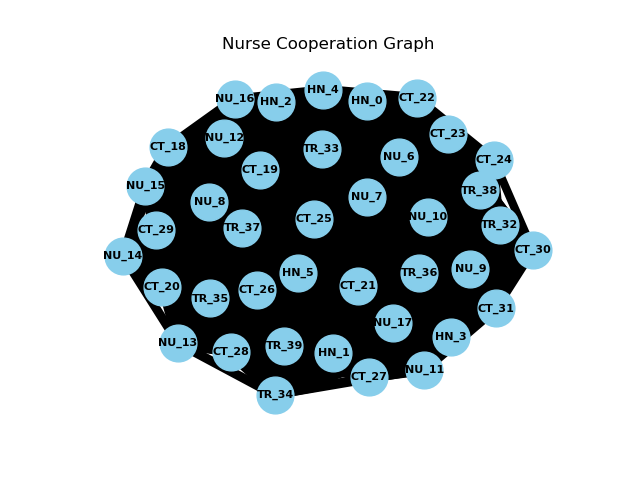 Nurse Cooperation Graph
HN_4
NU_16
HN_2
HN_0
CT_22
NU_12
CT_23
CT_18
TR_33
NU_6
CT_24
CT_19
NU_15
TR_38
NU_7
NU_8
CT_25
NU_10
TR_32
CT_29
TR_37
CT_30
NU_14
HN_5
TR_36
NU_9
CT_20
CT_26
CT_21
TR_35
CT_31
NU_17
HN_3
NU_13
TR_39
CT_28
HN_1
NU_11
CT_27
TR_34